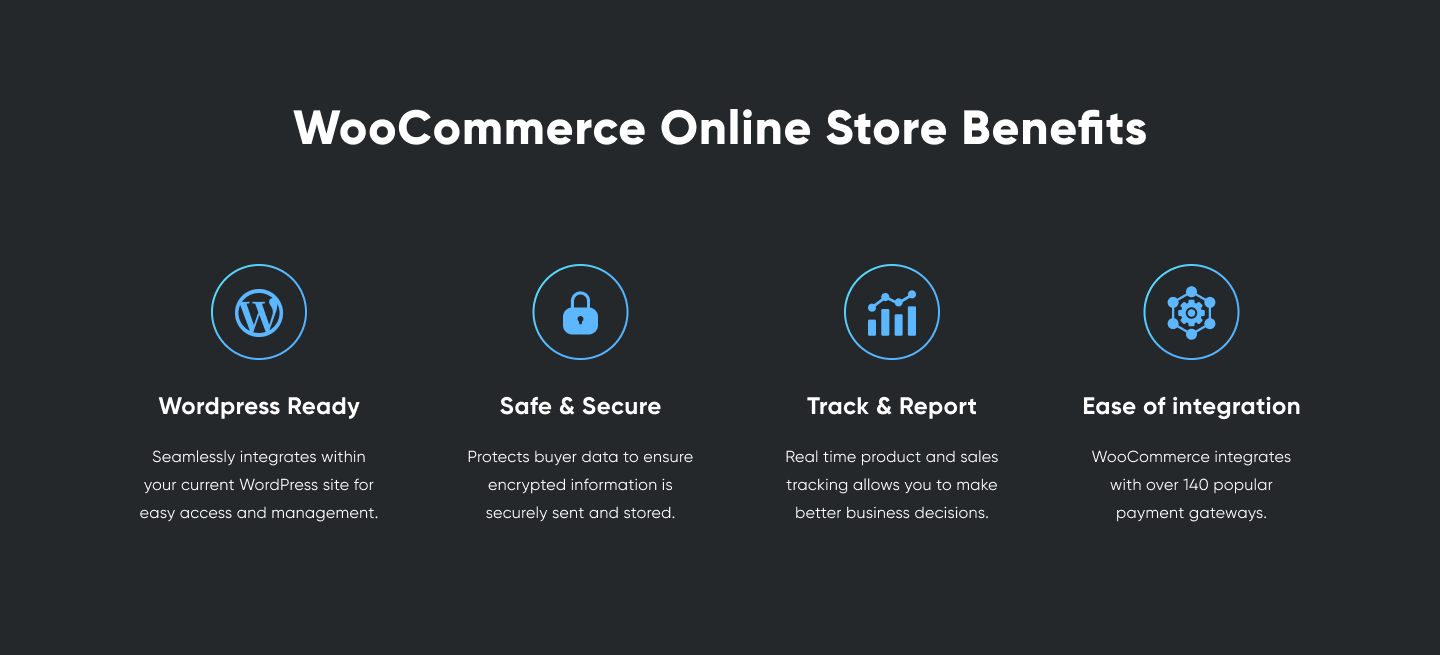 WooCommerce Online Store Benefits
Wordpress Ready
Seamlessly integrates within
your current WordPress site for
easy access and management.
Safe & Secure
Protects buyer data to ensure
encrypted information is
securely sent and stored.
Track & Report
Real time product and sales
tracking allows you to make
better business decisions.
Ease of integration
WooCommerce integrates
with over 140 popular
payment gateways.